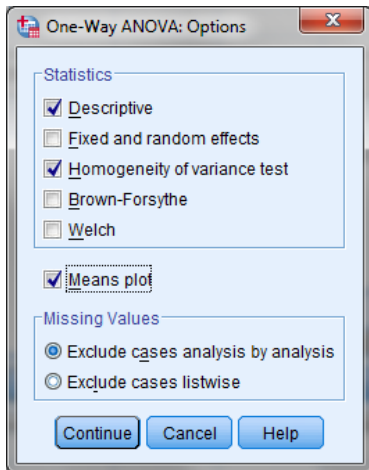 One-Way ANOVA: Options
Statistics
Descriptive
Fixed and random effects
Homogeneity of variance test
Brown-Forsythe
Welch
Means plot
Missing Values
Exclude cases analysis by analysis
Exclude cases listwise
Continue Cancel Help